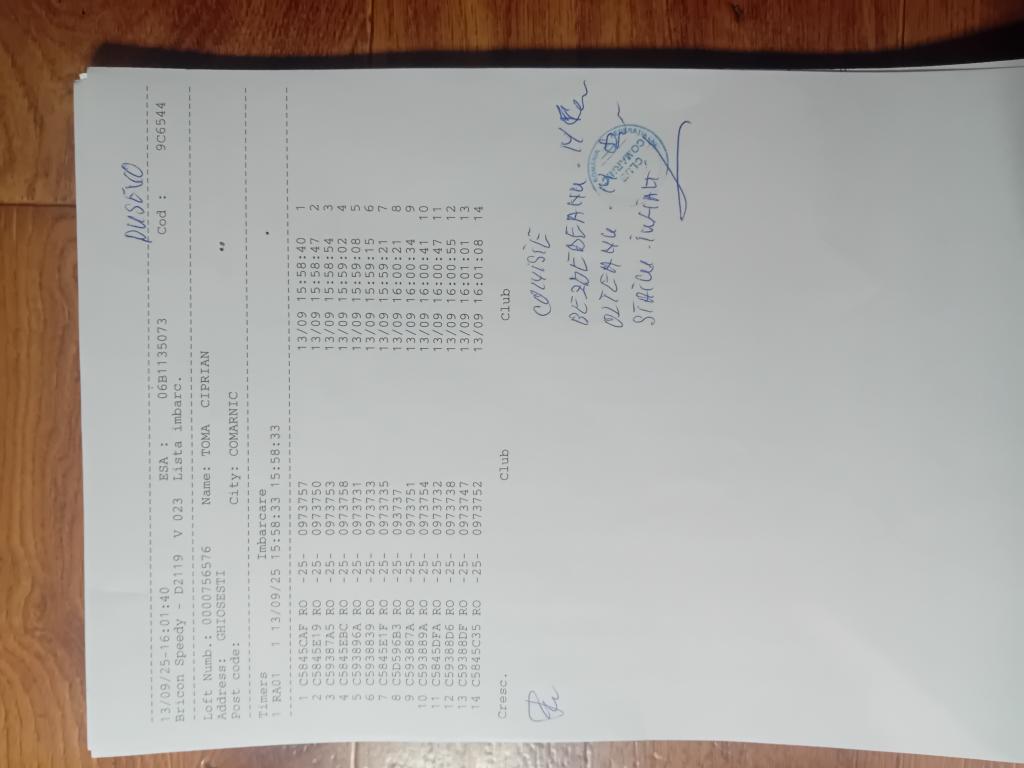 DUSEVO
13/09/25-16:01:40 ESA : 06B1135073 Cod : 9C6544
Bricon Speedy - D2119 V 023 Lista imbarc.
Loft Numb.: 0000756576 Name: TOMA CIPRIAN
Address: GHIOSESTI City: COMARNIC
Post code:
Timers Imbarcare
1 RA01 1 13/09/25 15:58:33 15:58:33
1 C5845CAF RO -25- 0973757 13/09 15:58:40 1
2 C5845E19 RO -25- 0973750 13/09 15:58:47 2
3 C59387A5 RO -25- 0973753 13/09 15:58:54 3
4 C5845EBC RO -25- 0973758 13/09 15:59:02 4
5 C593896A RO -25- 0973731 13/09 15:59:08 5
6 C5938839 RO -25- 0973733 13/09 15:59:15 6
7 C5845E1F RO -25- 0973735 13/09 15:59:21 7
8 C5D596B3 RO -25- 093737 13/09 16:00:21 8
9 C593887A RO -25- 0973751 13/09 16:00:34 9
10 C593889A RO -25- 0973754 13/09 16:00:41 10
11 C5845DFA RO -25- 0973732 13/09 16:00:47 11
12 C59388D6 RO -25- 0973738 13/09 16:00:55 12
13 C59388DF RO -25- 0973747 13/09 16:01:01 13
14 C5845C35 RO -25- 0973752 13/09 16:01:08 14
Cresc. Club Club
COMISIE
BEZDEDEANU . 14
OLTEANU .
STAICU . INHALT